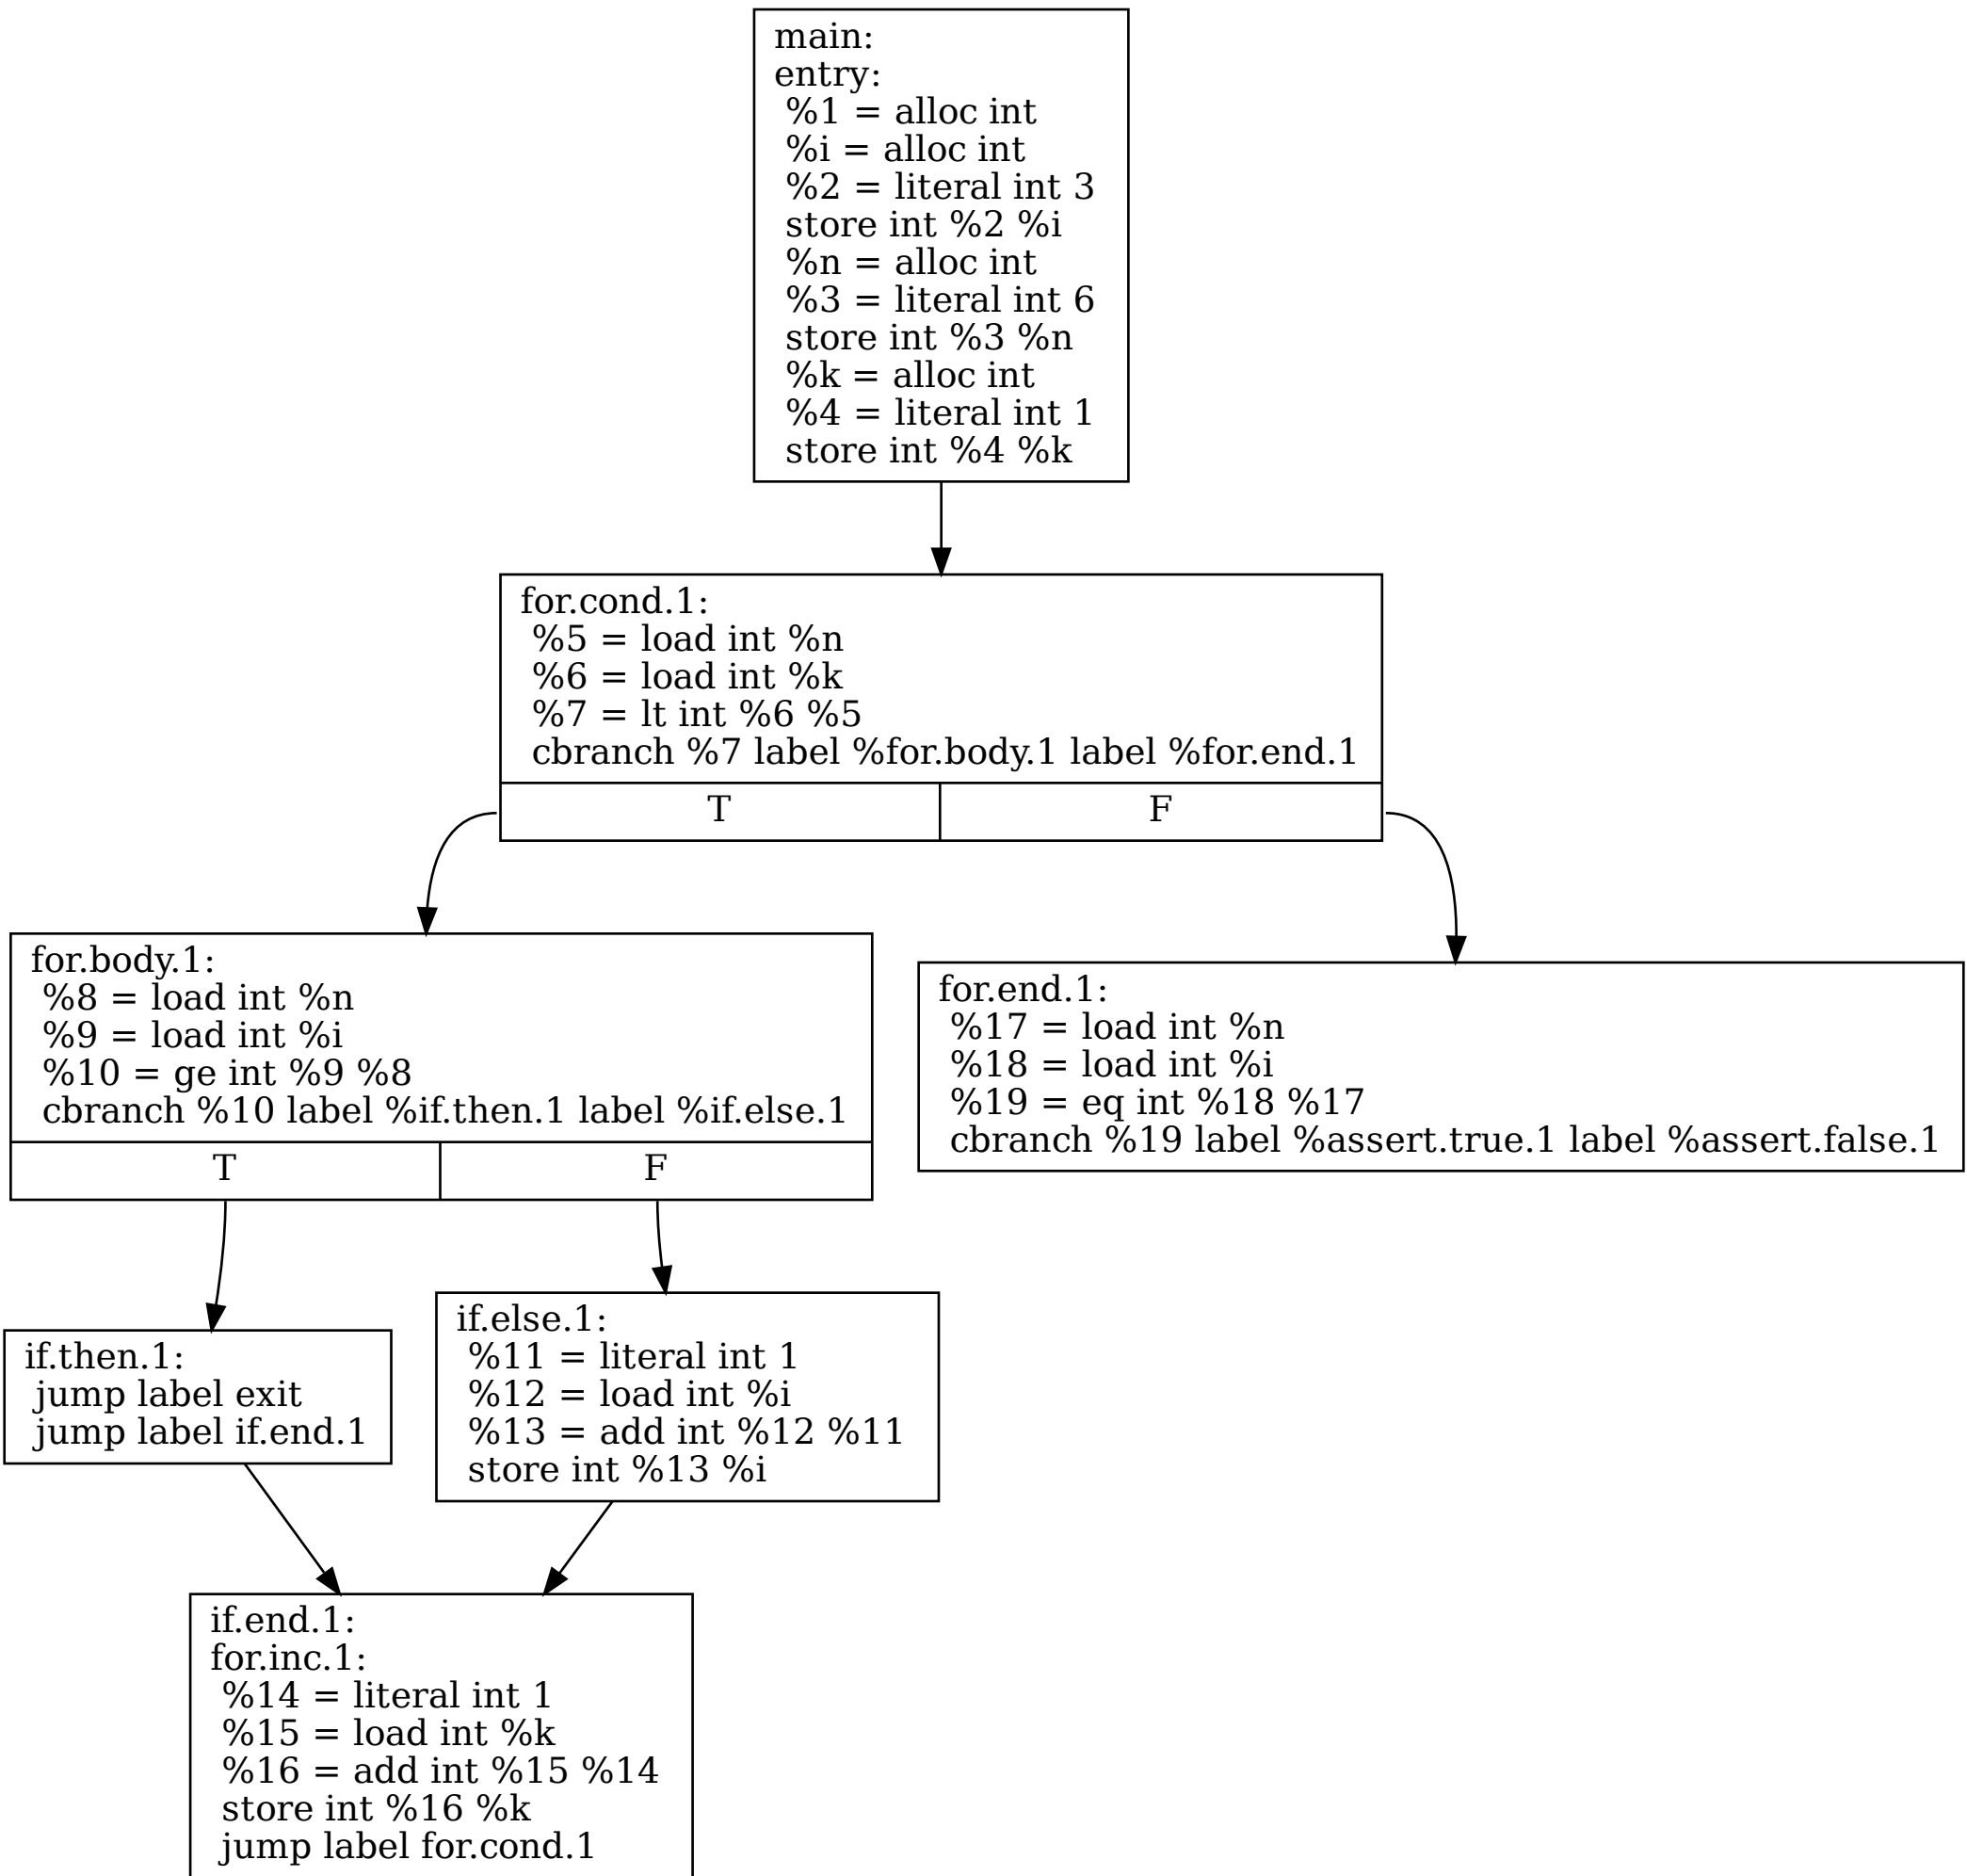 main:
entry:
%1 = alloc int
%i = alloc int
%2 = literal int 3
store int %2 %i
%n = alloc int
%3 = literal int 6
store int %3 %n
%k = alloc int
%4 = literal int 1
store int %4 %k
for.cond.1:
%5 = load int %n
%6 = load int %k
%7 = lt int %6 %5
cbranch %7 label %for.body.1 label %for.end.1
T
F
for.body.1:
%8 = load int %n
%9 = load int %i
%10 = ge int %9 %8
cbranch %10 label %if.then.1 label %if.else.1
T
F
for.end.1:
%17 = load int %n
%18 = load int %i
%19 = eq int %18 %17
cbranch %19 label %assert.true.1 label %assert.false.1
if.then.1:
jump label exit
jump label if.end.1
if.else.1:
%11 = literal int 1
%12 = load int %i
%13 = add int %12 %11
store int %13 %i
if.end.1:
for.inc.1:
%14 = literal int 1
%15 = load int %k
%16 = add int %15 %14
store int %16 %k
jump label for.cond.1